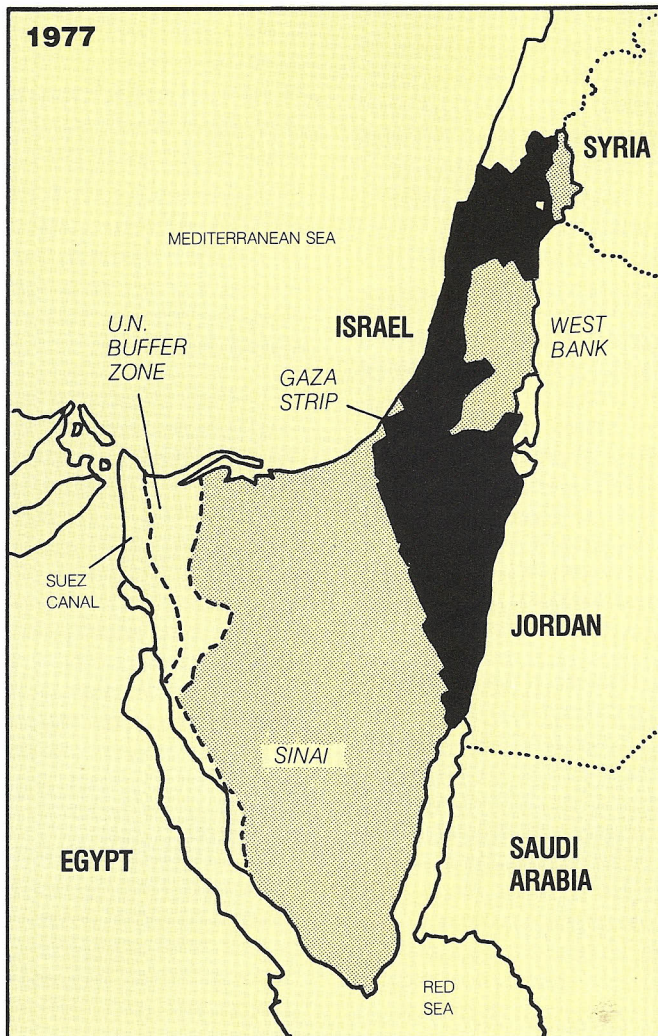 1977
SYRIA
MEDITERRANEAN SEA
U.N.
BUFFER
ZONE
ISRAEL
WEST
BANK
GAZA
STRIP
SUEZ
CANAL
JORDAN
SINAI
EGYPT
SAUDI
ARABIA
RED
SEA